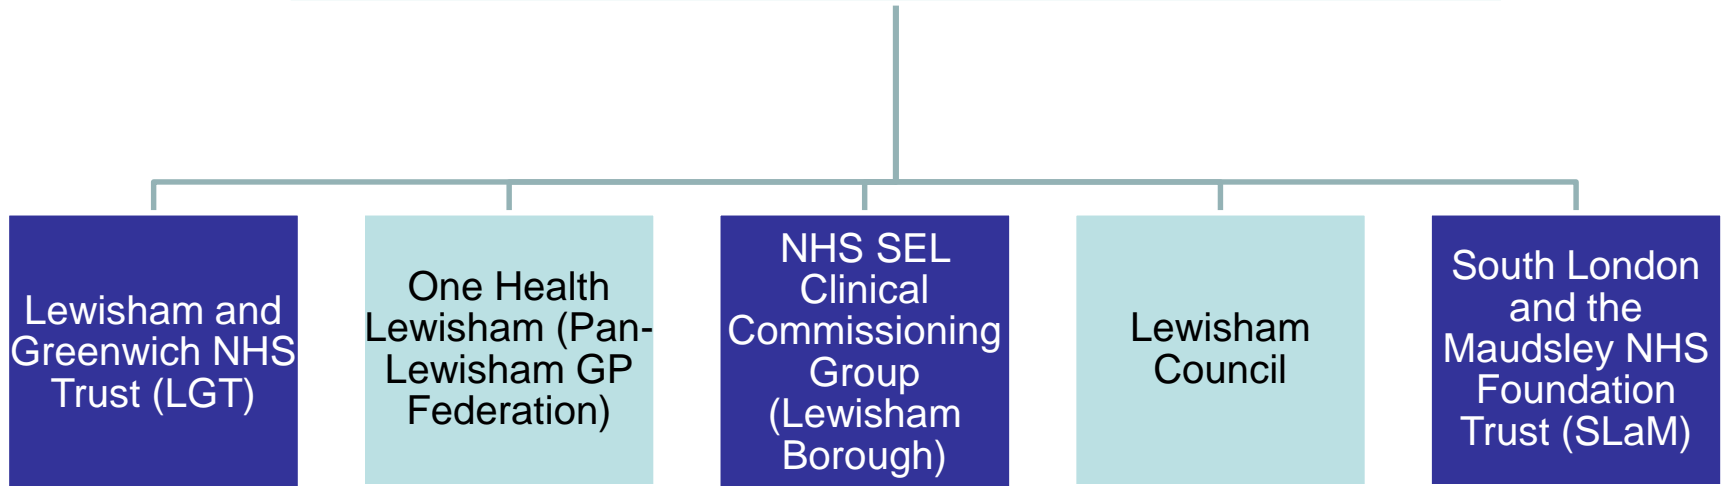 Lewisham and
Greenwich NHS
Trust (LGT)
One Health
Lewisham (Pan-
Lewisham GP
Federation)
NHS SEL
Clinical
Commissioning
Group
(Lewisham
Borough)
Lewisham
Council
South London
and the
Maudsley NHS
Foundation
Trust (SLaM)